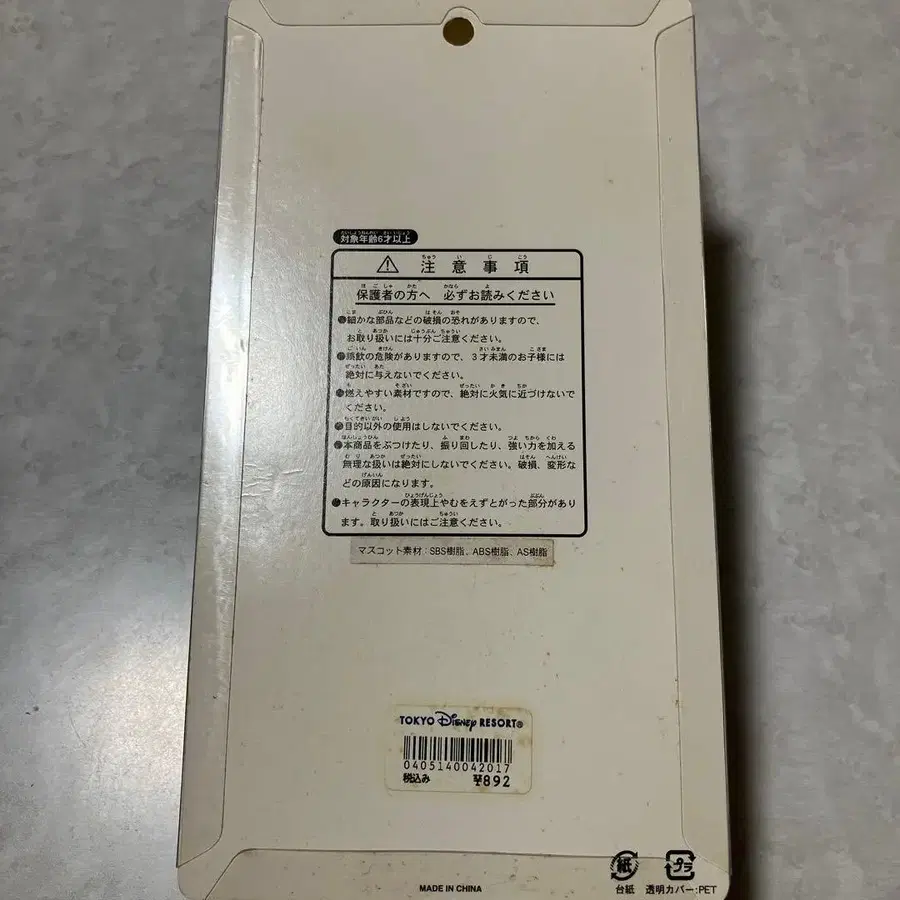 対象年齢6才以上
注意事項
保護者の方へ 必ずお読みください
●細かな部品などの破損の恐れがありますので、
お取り扱いには十分ご注意ください。
●誤飲の危険がありますので、3才未満のお子様には
絶対に与えないでください。
●燃えやすい素材ですので、絶対に火気に近づけないで
ください。
●目的以外の使用はしないでください。
●本商品をぶつけたり、振り回したり、強い力を加える
無理な扱いは絶対にしないでください。破損、変形な
どの原因になります。
●キャラクターの表現上やむをえずとがった部分があり
ます。取り扱いにはご注意ください。
マスコット素材:SBS樹脂、ABS樹脂、AS樹脂
TOKYO Disney RESORT®
0405140042017
税込み ¥892
紙 プラ
台紙 透明カバー:PET
MADE IN CHINA